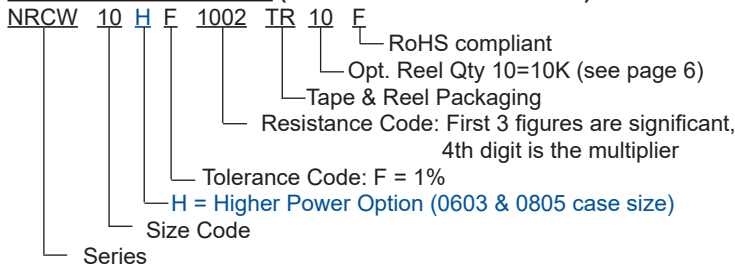 NRCW 10 H F 1002 TR 10 F
RoHS compliant
Opt. Reel Qty 10=10K (see page 6)
Tape & Reel Packaging
Resistance Code: First 3 figures are significant,
4th digit is the multiplier
Tolerance Code: F = 1%
H = Higher Power Option (0603 & 0805 case size)
Size Code
Series